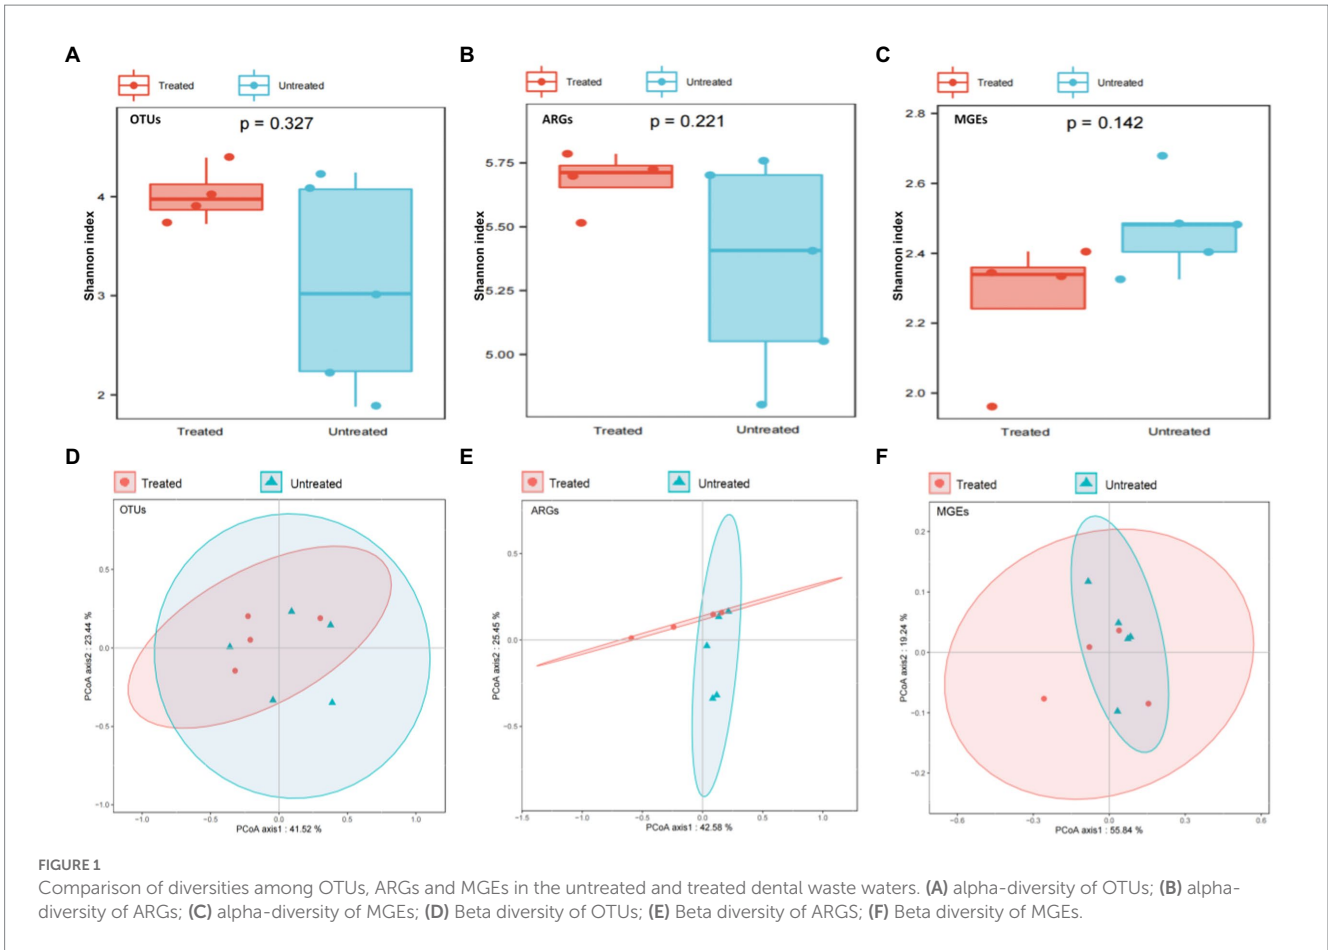 A
Treated
Untreated
OTUs
p = 0.327
Shannon index
4
3
2
Treated
Untreated
B
Treated
Untreated
ARGs
p = 0.221
Shannon index
5.75
5.50
5.25
5.00
Treated
Untreated
C
Treated
Untreated
MGEs
p = 0.142
Shannon index
2.8
2.6
2.4
2.2
2.0
Treated
Untreated
D
Treated
Untreated
OTUs
PCoA axis2 : 23.44 %
0.5
0.0
−0.5
−1.0
−1.0
−0.5
0.0
0.5
1.0
PCoA axis1 : 41.52 %
E
Treated
Untreated
ARGs
PCoA axis2 : 25.45 %
0.5
0.0
−0.5
−1.5
−1.0
−0.5
0.0
0.5
1.0
PCoA axis1 : 42.58 %
F
Treated
Untreated
MGEs
PCoA axis2 : 19.24 %
0.2
0.1
0.0
−0.1
−0.2
−0.6
−0.3
0.0
0.3
0.6
PCoA axis1 : 55.84 %
FIGURE 1
Comparison of diversities among OTUs, ARGs and MGEs in the untreated and treated dental waste waters. (A) alpha-diversity of OTUs; (B) alpha-
diversity of ARGs; (C) alpha-diversity of MGEs; (D) Beta diversity of OTUs; (E) Beta diversity of ARGS; (F) Beta diversity of MGEs.